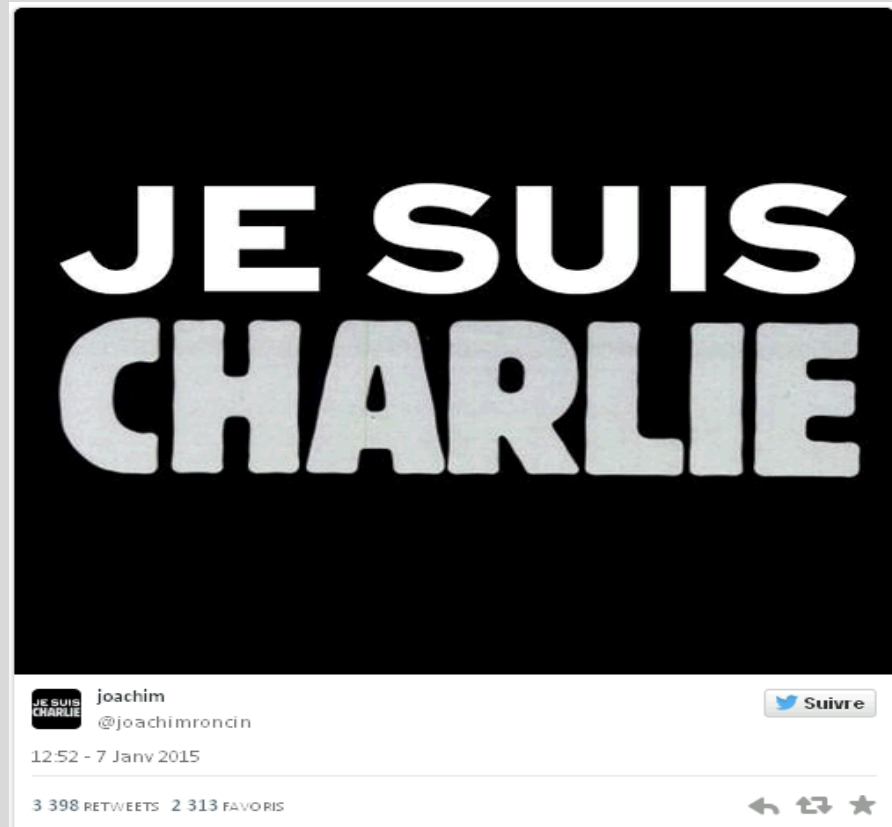 JE SUIS
CHARLIE
JE SUIS
CHARLIE
joachim
@joachimroncin
Suivre
12:52 - 7 Janv 2015
3 398 RETWEETS 2 313 FAVORIS